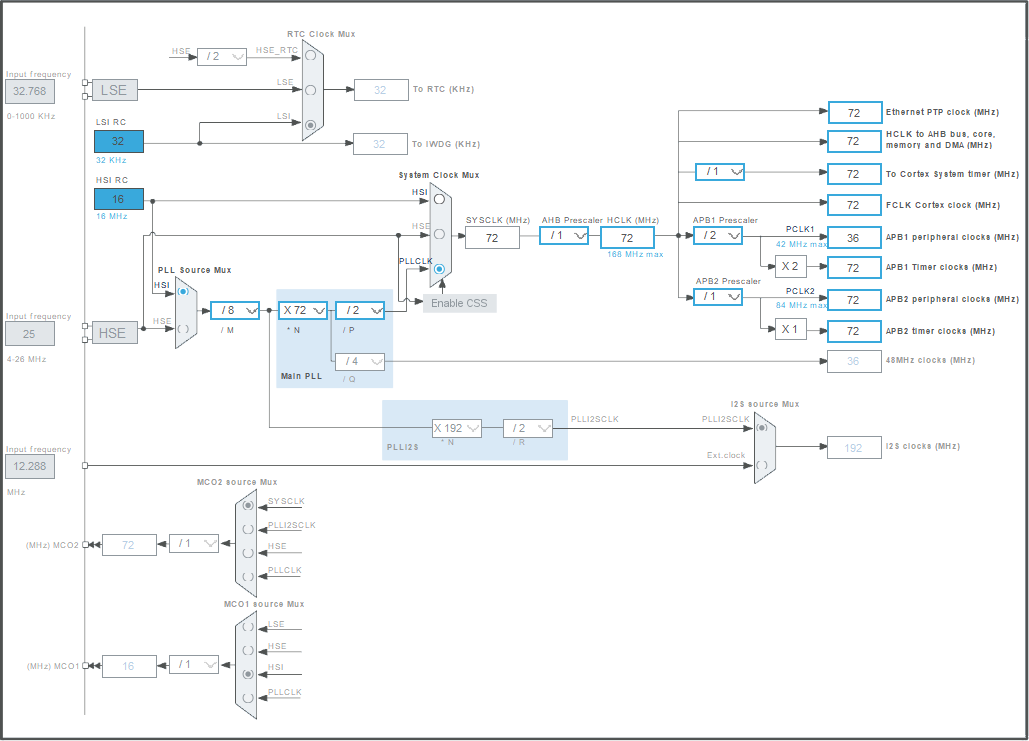 RTC Clock Mux
HSE
/ 2
HSE_RTC
Input frequency
32.768
0-1000 KHz
LSE
LSE
32
To RTC (KHz)
LSI RC
32
32 KHz
LSI
32
To IWDG (KHz)
HSI RC
16
16 MHz
System Clock Mux
HSI
HSE
PLLCLK
SYSCLK (MHz)
72
AHB Prescaler
/ 1
HCLK (MHz)
72
168 MHz max
Enable CSS
72
Ethernet PTP clock (MHz)
72
HCLK to AHB bus, core,
memory and DMA (MHz)
/ 1
72
To Cortex System timer (MHz)
72
FCLK Cortex clock (MHz)
APB1 Prescaler
/ 2
PCLK1
42 MHz max
36
APB1 peripheral clocks (MHz)
X 2
72
APB1 Timer clocks (MHz)
APB2 Prescaler
/ 1
PCLK2
84 MHz max
72
APB2 peripheral clocks (MHz)
X 1
72
APB2 timer clocks (MHz)
36
48MHz clocks (MHz)
PLL Source Mux
HSI
HSE
Input frequency
25
4-26 MHz
HSE
/ 8
/ M
X 72
* N
/ 2
/ P
/ 4
/ Q
Main PLL
X 192
* N
/ 2
/ R
PLLI2S
PLLI2SCLK
I2S source Mux
PLLI2SCLK
Ext.clock
192
I2S clocks (MHz)
Input frequency
12.288
MHz
MCO2 source Mux
SYSCLK
PLLI2SCLK
HSE
PLLCLK
(MHz) MCO2
72
/ 1
MCO1 source Mux
LSE
HSE
HSI
PLLCLK
(MHz) MCO1
16
/ 1